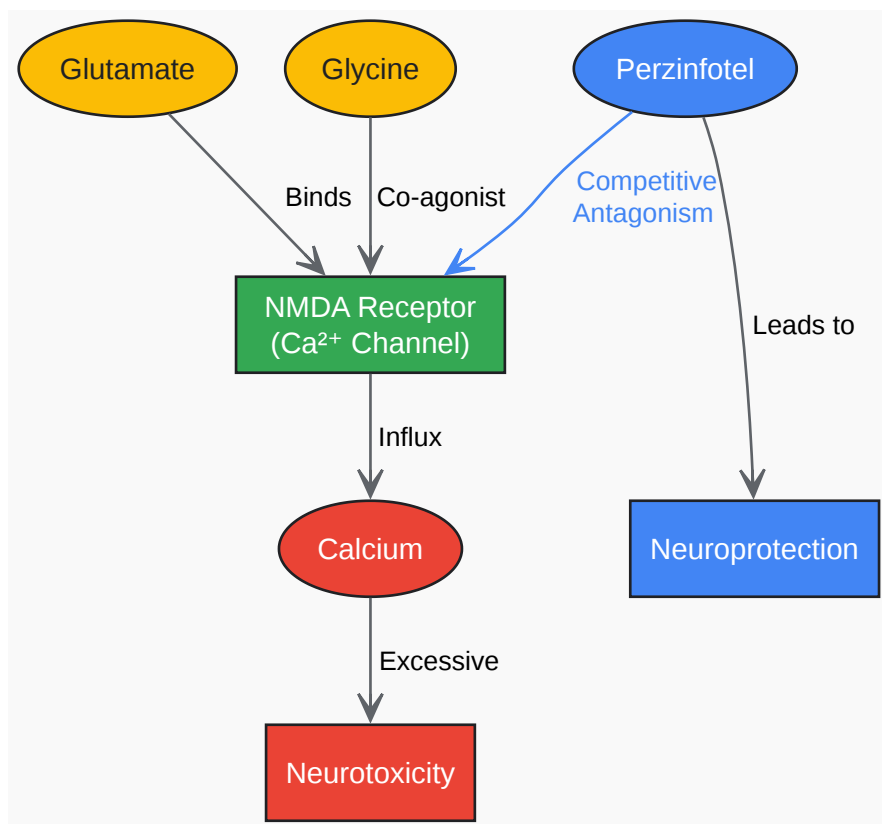 Glutamate
Glycine
Perzinfotel
Binds
Co-agonist
Competitive
Antagonism
NMDA Receptor
(Ca²⁺ Channel)
Leads to
Influx
Calcium
Neuroprotection
Excessive
Neurotoxicity